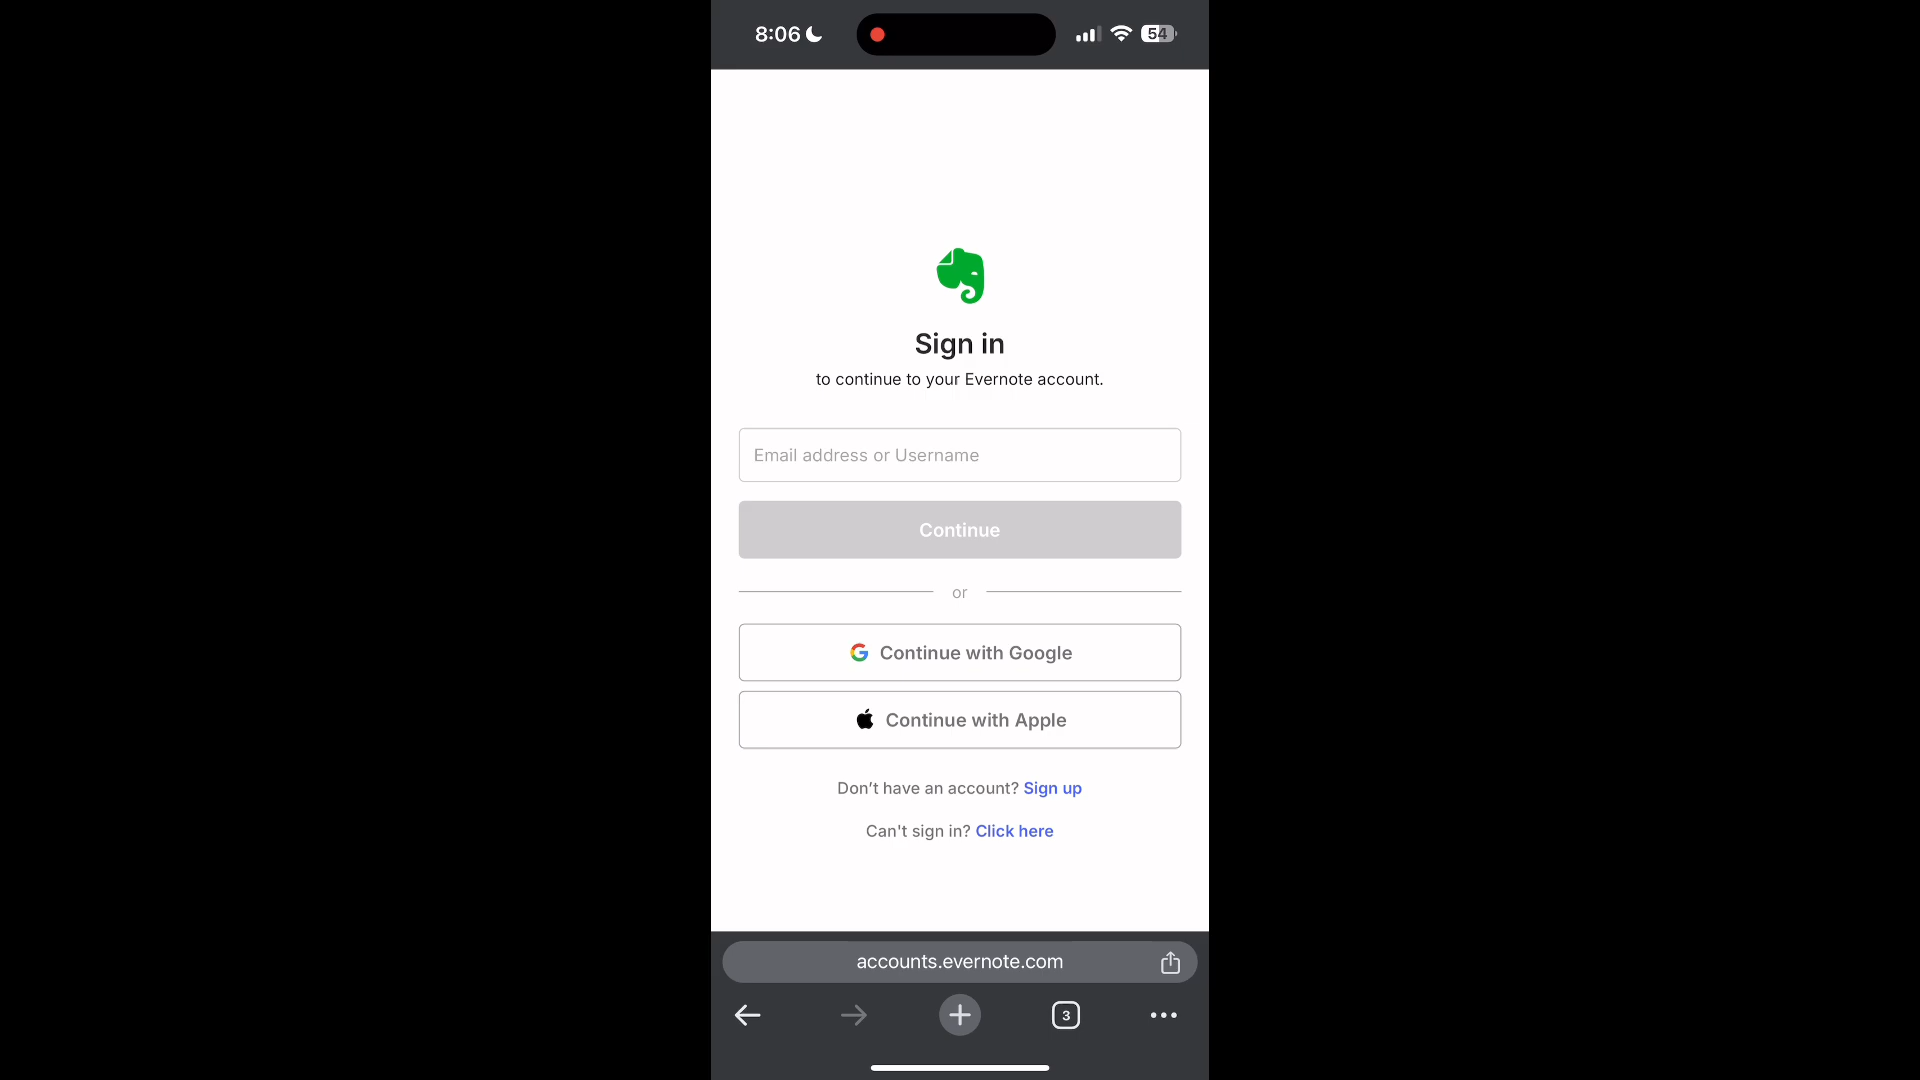 8:06
54
Sign in
to continue to your Evernote account.
Email address or Username
Continue
or
Continue with Google
Continue with Apple
Don’t have an account? Sign up
Can't sign in? Click here
accounts.evernote.com
3